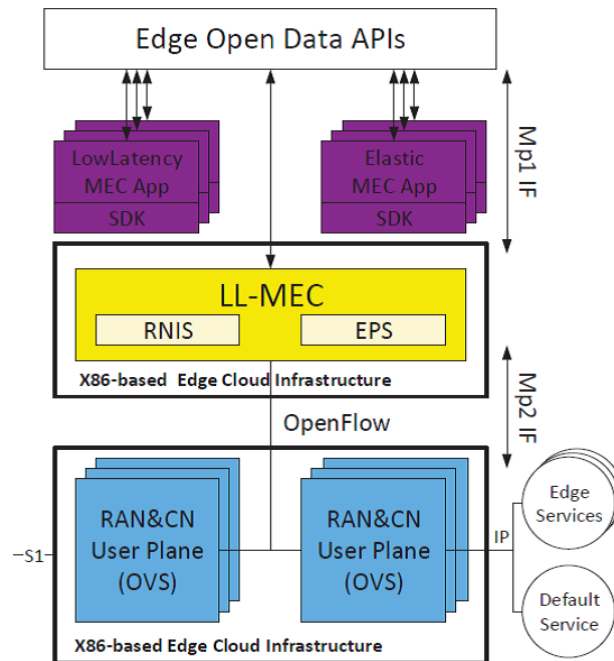 Edge Open Data APIs
LowLatency
MEC App
SDK
Elastic
MEC App
SDK
Mp1 IF
LL-MEC
RNIS
EPS
X86-based Edge Cloud Infrastructure
OpenFlow
Mp2 IF
RAN&CN
User Plane
(OVS)
RAN&CN
User Plane
(OVS)
S1
IP
Edge
Services
Default
Service
X86-based Edge Cloud Infrastructure